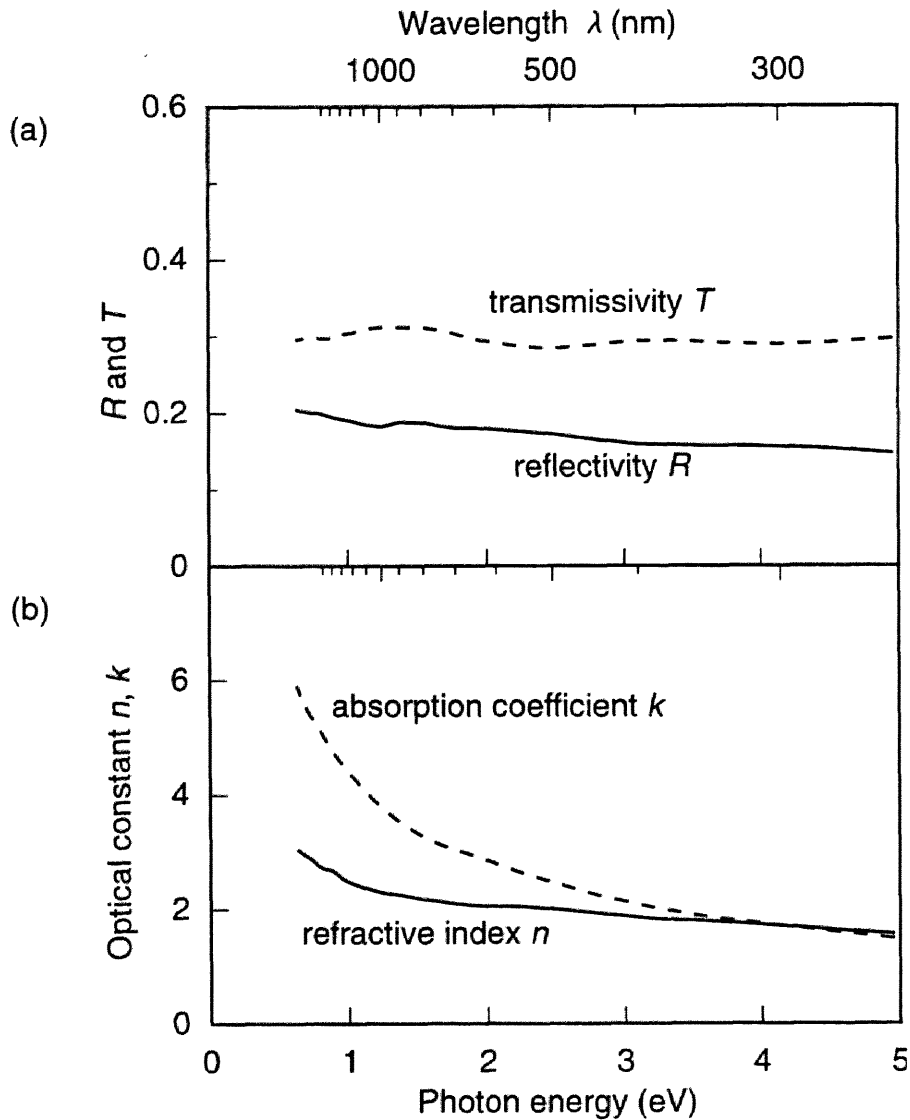 Wavelength λ (nm)
1000 500 300
(a)
0.6
0.4
0.2
0
R and T
transmissivity T
reflectivity R
(b)
6
4
2
0
Optical constant n, k
absorption coefficient k
refractive index n
0 1 2 3 4 5
Photon energy (eV)